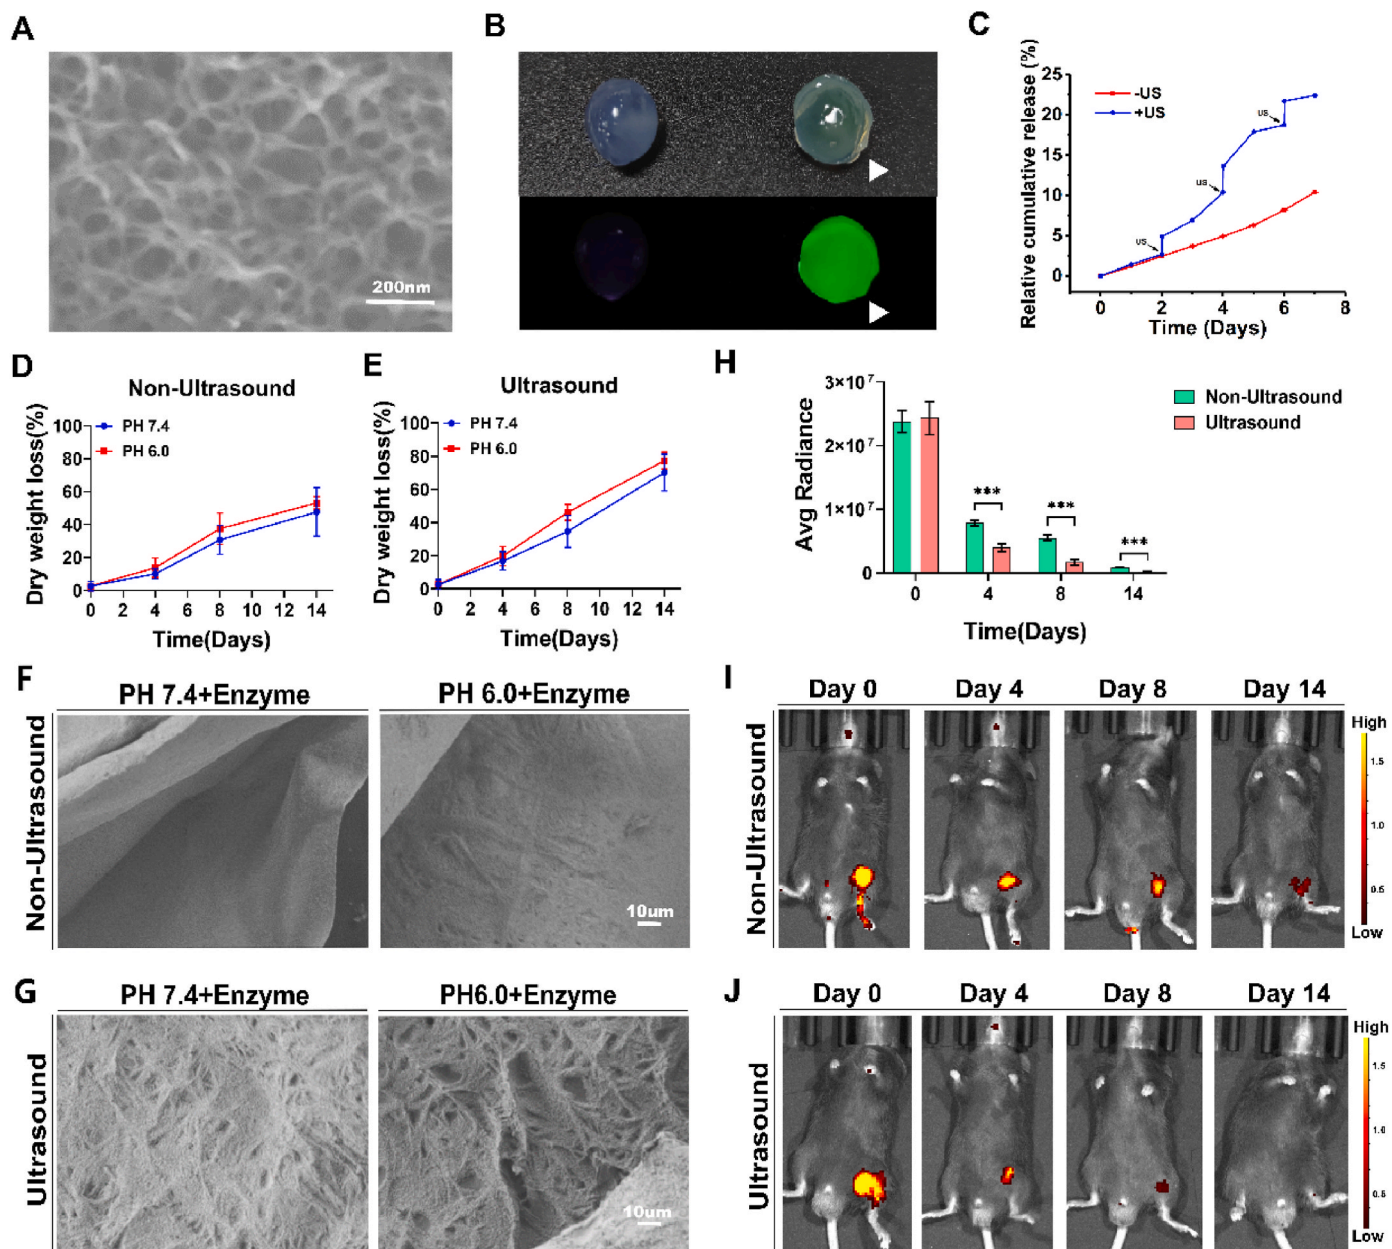 A
200nm
B
C
Relative cumulative release (%)
25
20
15
10
5
0
-US
+US
US
US
US
0
2
4
6
8
Time (Days)
D
Non-Ultrasound
Dry weight loss(%)
100
80
60
40
20
0
PH 7.4
PH 6.0
0 2 4 6 8 10 12 14
Time(Days)
E
Ultrasound
Dry weight loss(%)
100
80
60
40
20
0
PH 7.4
PH 6.0
0 2 4 6 8 10 12 14
Time(Days)
H
Avg Radiance
3×10⁷
2×10⁷
1×10⁷
0
***
***
***
0 4 8 14
Time(Days)
Non-Ultrasound
Ultrasound
F
PH 7.4+Enzyme
PH 6.0+Enzyme
Non-Ultrasound
10um
G
PH 7.4+Enzyme
PH6.0+Enzyme
Ultrasound
10um
I
Day 0
Day 4
Day 8
Day 14
Non-Ultrasound
High
1.5
1.0
0.5
Low
J
Day 0
Day 4
Day 8
Day 14
Ultrasound
High
1.5
1.0
0.5
Low